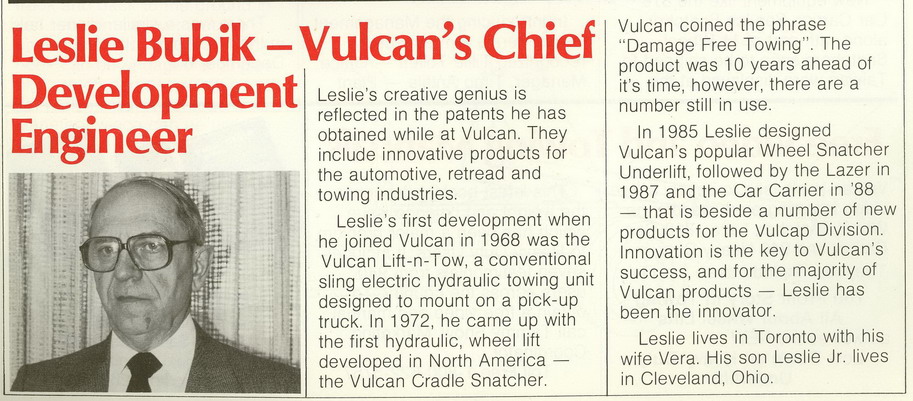 Leslie Bubik – Vulcan's Chief
Development
Engineer
Leslie's creative genius is
reflected in the patents he has
obtained while at Vulcan. They
include innovative products for
the automotive, retread and
towing industries.
Leslie's first development when
he joined Vulcan in 1968 was the
Vulcan Lift-n-Tow, a conventional
sling electric hydraulic towing unit
designed to mount on a pick-up
truck. In 1972, he came up with
the first hydraulic, wheel lift
developed in North America —
the Vulcan Cradle Snatcher.
Vulcan coined the phrase
“Damage Free Towing”. The
product was 10 years ahead of
it's time, however, there are a
number still in use.
In 1985 Leslie designed
Vulcan's popular Wheel Snatcher
Underlift, followed by the Lazer in
1987 and the Car Carrier in '88
— that is beside a number of new
products for the Vulcap Division.
Innovation is the key to Vulcan's
success, and for the majority of
Vulcan products — Leslie has
been the innovator.
Leslie lives in Toronto with his
wife Vera. His son Leslie Jr. lives
in Cleveland, Ohio.